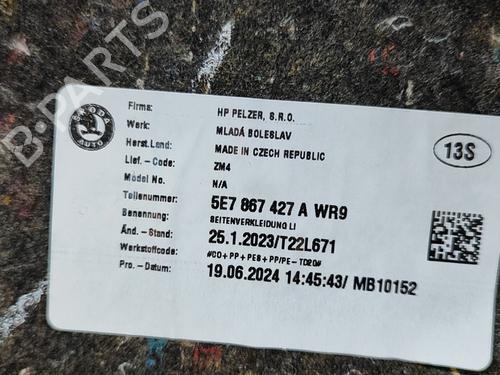 B-PARTS
SKODA
AUTO
Firma: HP PELZER, S.R.O.
Werk: MLADÁ BOLESLAV
Herst.Land: MADE IN CZECH REPUBLIC
Lief. - Code: ZM4
Model No. N/A
Teilenummer: 5E7 867 427 A WR9
Benennung: SEITENVERKLEIDUNG LI
Änd. - Stand: 25.1.2023/T22L671
Werkstoffcode: #CO+PP+PES+PP/PE-TD20#
Pro. - Datum: 19.06.2024 14:45:43/ MB10152
13S